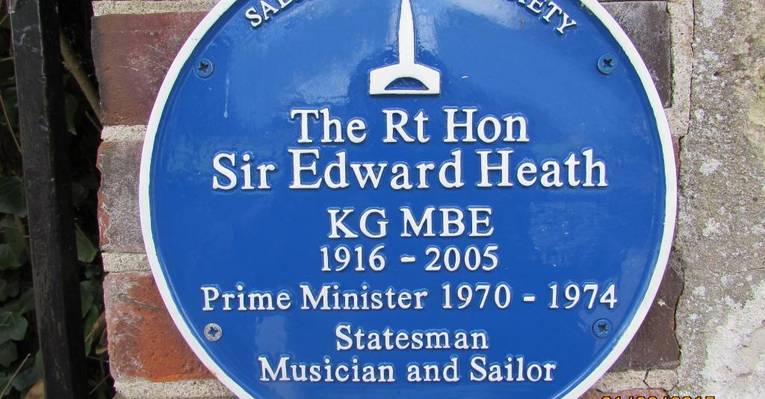 The Rt Hon
Sir Edward Heath
KG MBE
1916 - 2005
Prime Minister 1970 - 1974
Statesman
Musician and Sailor